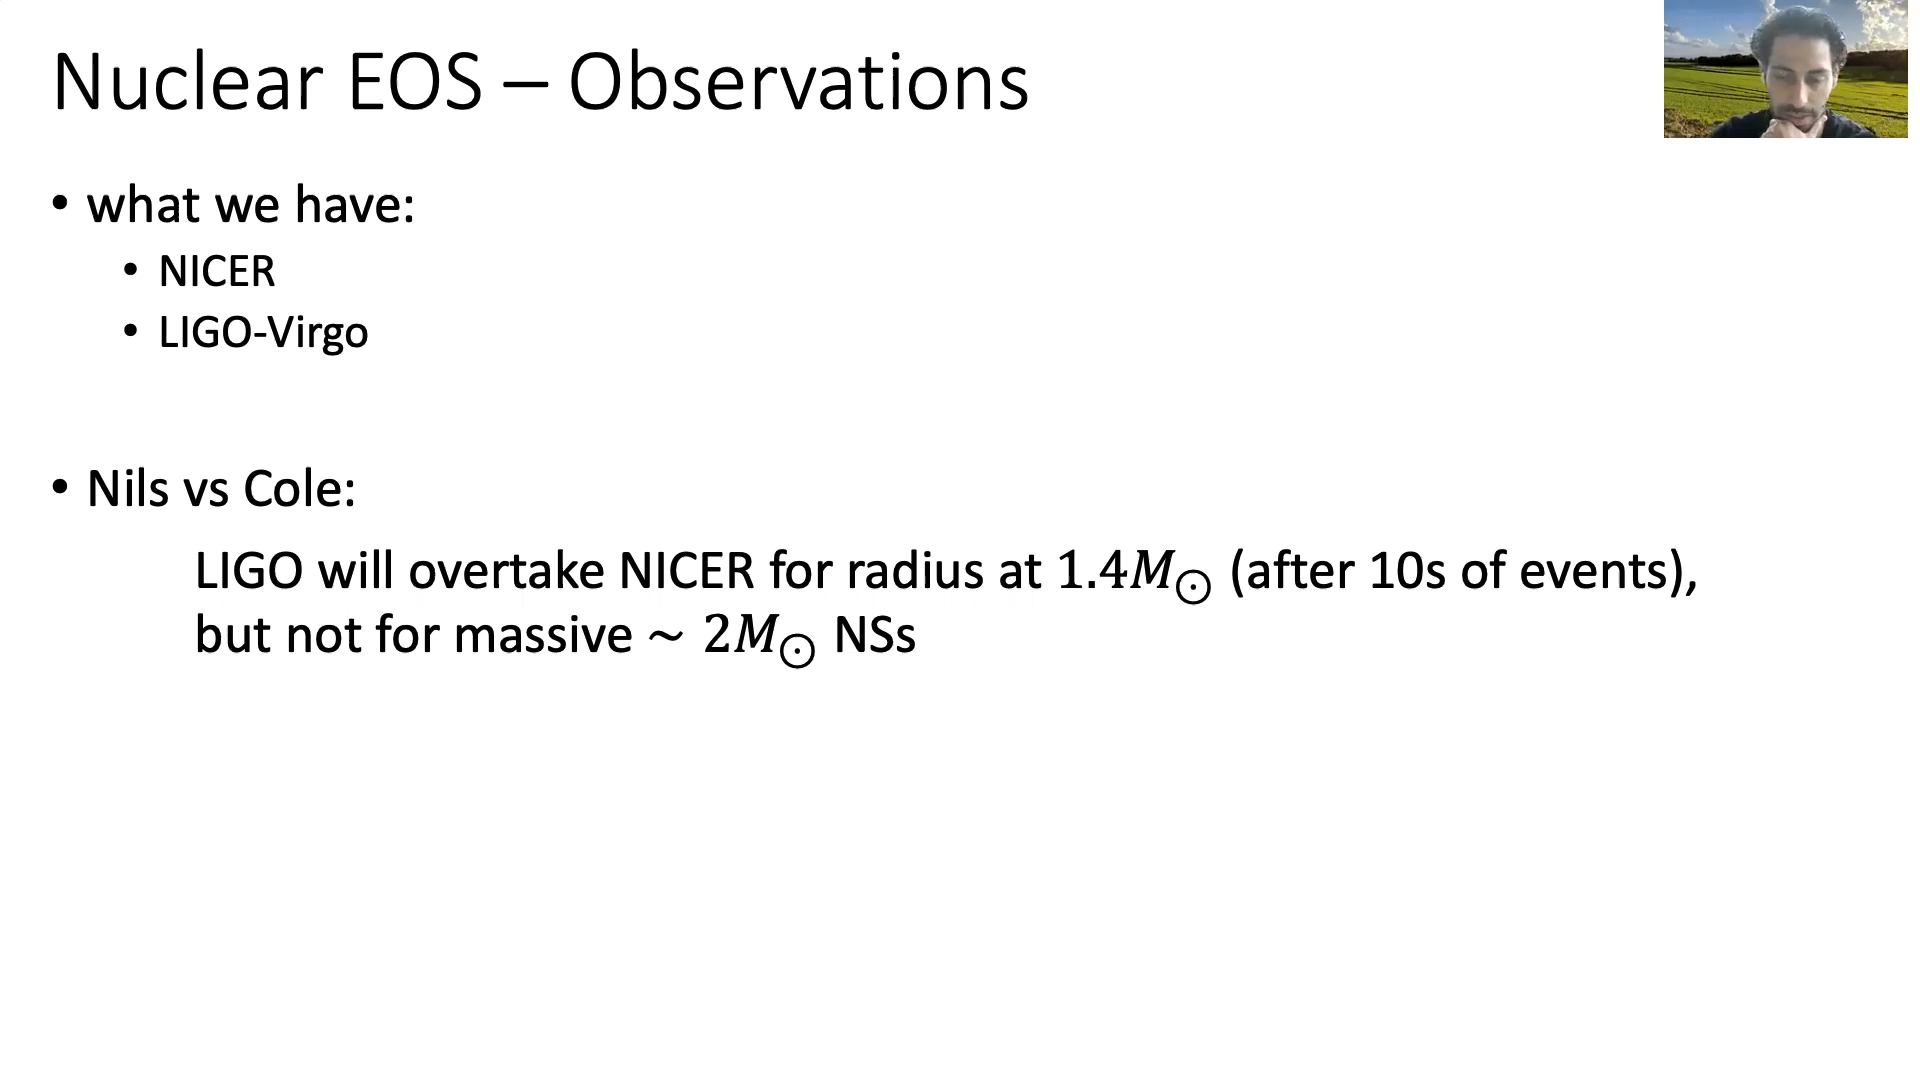 Nuclear EOS – Observations
• what we have:
• NICER
• LIGO-Virgo
• Nils vs Cole:
LIGO will overtake NICER for radius at 1.4M⊙ (after 10s of events),
but not for massive ~ 2M⊙ NSs